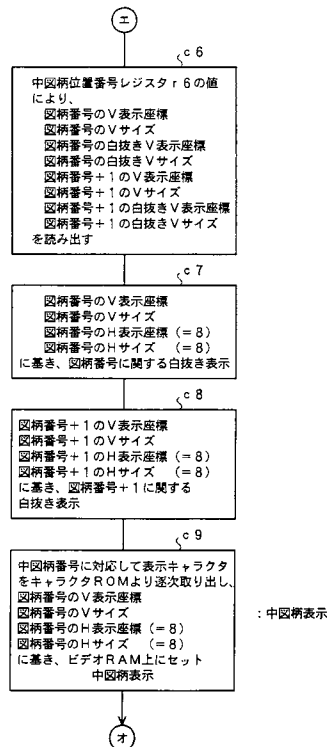 エ
c6
中図柄位置番号レジスタr6の値
により、
図柄番号のV表示座標
図柄番号のVサイズ
図柄番号の白抜きV表示座標
図柄番号の白抜きVサイズ
図柄番号+1のV表示座標
図柄番号+1のVサイズ
図柄番号+1の白抜きV表示座標
図柄番号+1の白抜きVサイズ
を読み出す
c7
図柄番号のV表示座標
図柄番号のVサイズ
図柄番号のH表示座標(=8)
図柄番号のHサイズ (=8)
に基き、図柄番号に関する白抜き表示
c8
図柄番号+1のV表示座標
図柄番号+1のVサイズ
図柄番号+1のH表示座標(=8)
図柄番号+1のHサイズ (=8)
に基き、図柄番号+1に関する
白抜き表示
c9
中図柄番号に対応して表示キャラクタ
をキャラクタROMより逐次取り出し、
図柄番号のV表示座標
図柄番号のVサイズ
図柄番号のH表示座標(=8)
図柄番号のHサイズ (=8)
に基き、ビデオRAM上にセット
中図柄表示
:中図柄表示
オ